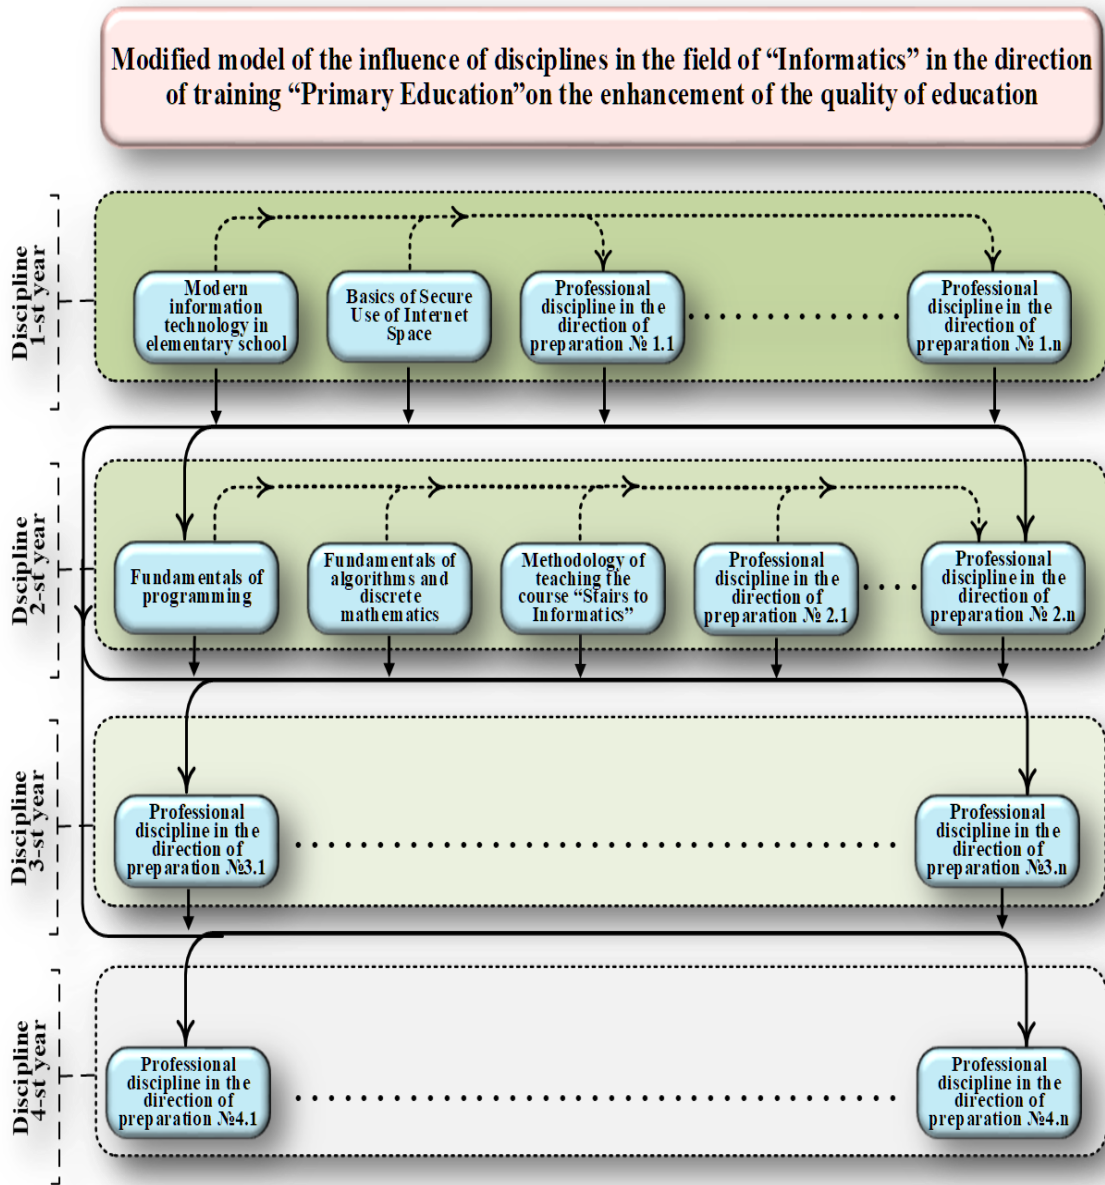 Modified model of the influence of disciplines in the field of “Informatics” in the direction
of training “Primary Education”on the enhancement of the quality of education
Discipline
1-st year
Modern
information
technology in
elementary school
Basics of Secure
Use of Internet
Space
Professional
discipline in the
direction of
preparation № 1.1
Professional
discipline in the
direction of
preparation № 1.n
Dscipline
2-st year
Fundamentals of
programming
Fundamentals of
algorithms and
discrete
mathematics
Methodology of
teaching the
course “Stairs to
Informatics”
Professional
discipline in the
direction of
preparation № 2.1
Professional
discipline in the
direction of
preparation № 2.n
Discipline
3-st year
Professional
discipline in the
direction of
preparation №3.1
Professional
discipline in the
direction of
preparation №3.n
Discipline
4-st year
Professional
discipline in the
direction of
preparation №4.1
Professional
discipline in the
direction of
preparation №4.n